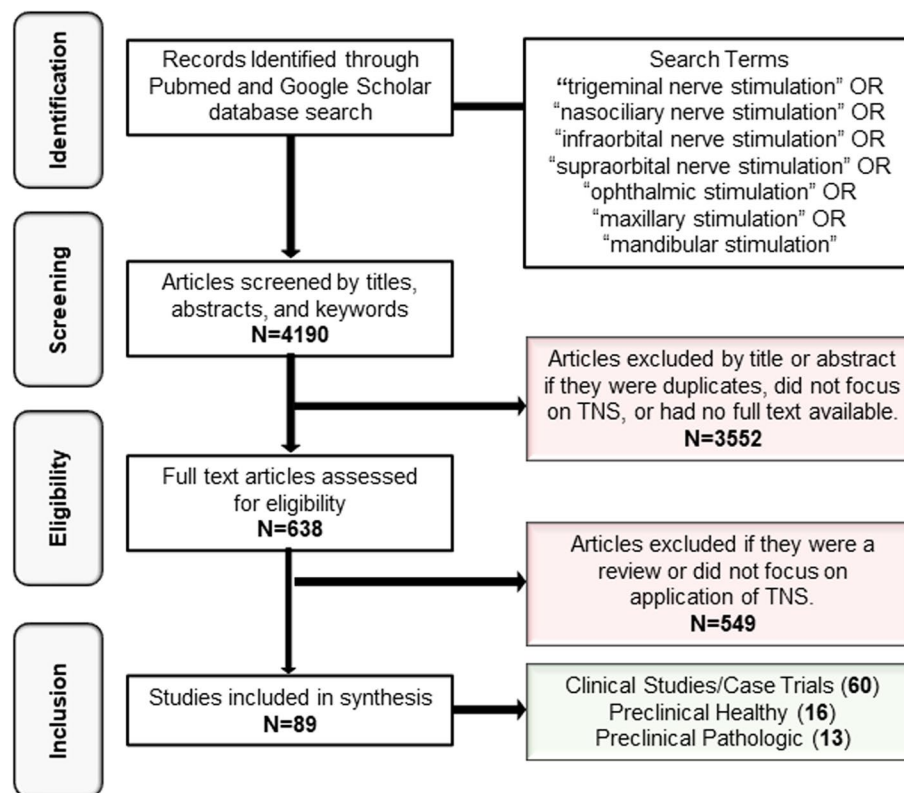 Identification
Records Identified through
Pubmed and Google Scholar
database search
Search Terms
“trigeminal nerve stimulation” OR
“nasociliary nerve stimulation” OR
“infraorbital nerve stimulation” OR
“supraorbital nerve stimulation” OR
“ophthalmic stimulation” OR
“maxillary stimulation” OR
“mandibular stimulation”
Screening
Articles screened by titles,
abstracts, and keywords
N=4190
Articles excluded by title or abstract
if they were duplicates, did not focus
on TNS, or had no full text available.
N=3552
Eligibility
Full text articles assessed
for eligibility
N=638
Articles excluded if they were a
review or did not focus on
application of TNS.
N=549
Inclusion
Studies included in synthesis
N=89
Clinical Studies/Case Trials (60)
Preclinical Healthy (16)
Preclinical Pathologic (13)